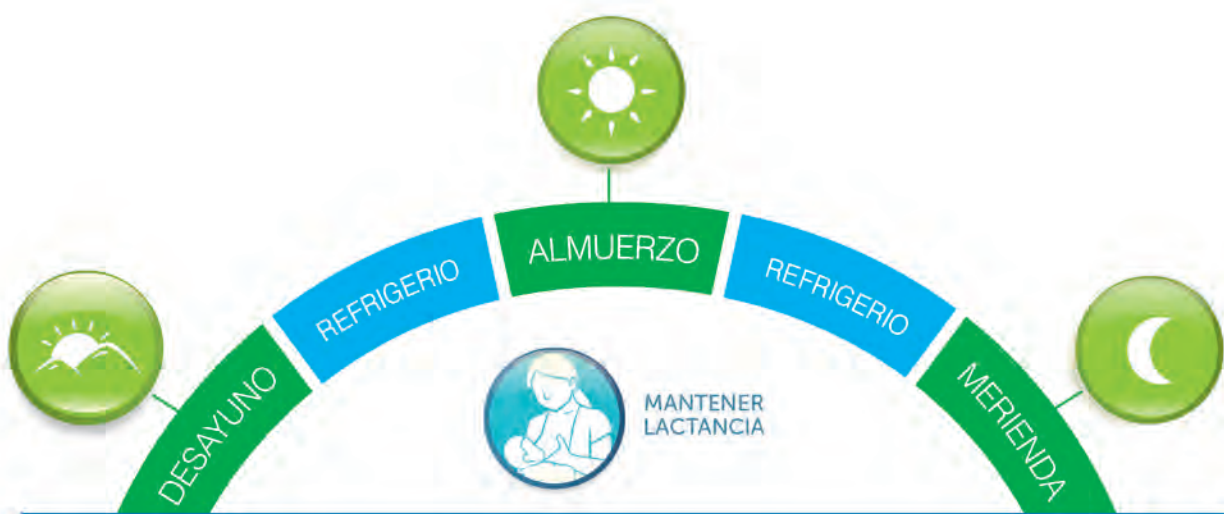 DESAYUNO
REFRIGERIO
ALMUERZO
REFRIGERIO
MERIENDA
MANTENER
LACTANCIA